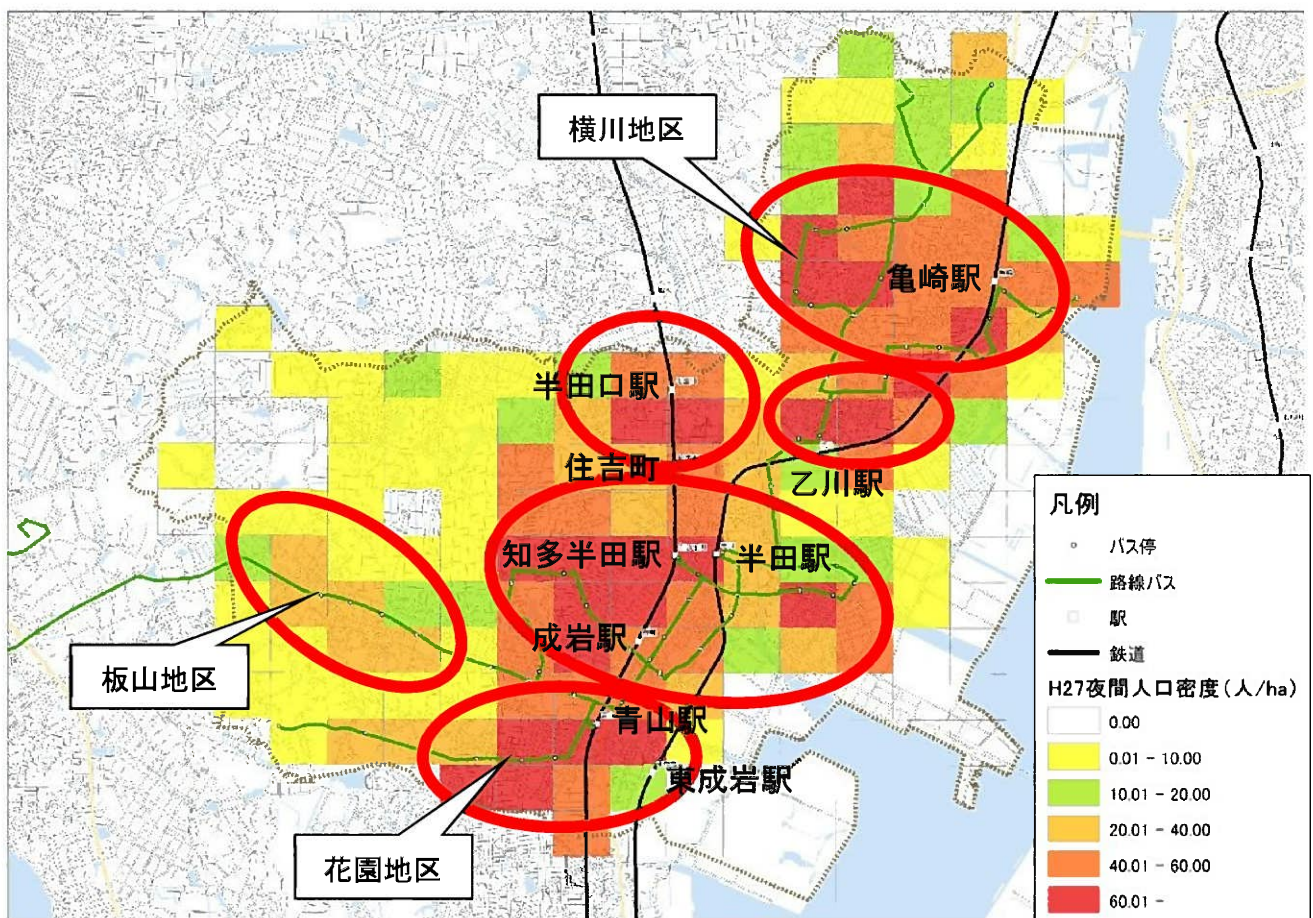 横川地区
亀崎駅
半田口駅
住吉町
乙川駅
知多半田駅
半田駅
成岩駅
板山地区
青山駅
東成岩駅
花園地区
凡例
バス停
路線バス
駅
鉄道
H27夜間人口密度(人/ha)
0.00
0.01 - 10.00
10.01 - 20.00
20.01 - 40.00
40.01 - 60.00
60.01 -